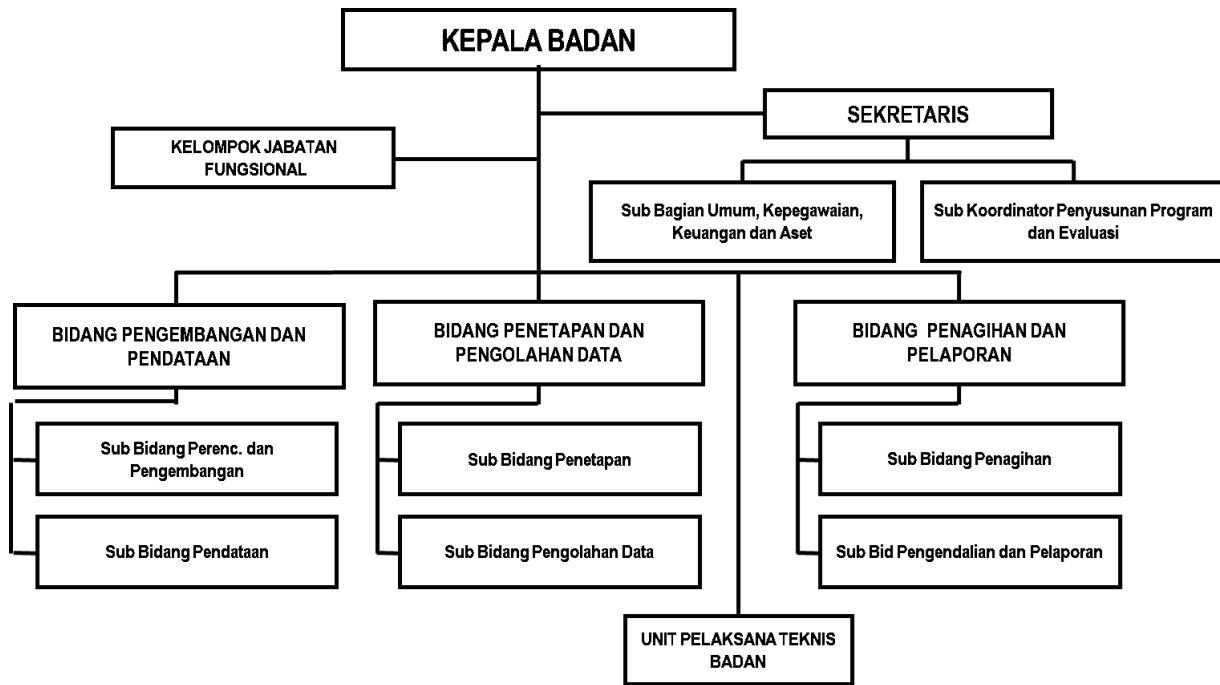 KEPALA BADAN
SEKRETARIS
KELOMPOK JABATAN
FUNGSIONAL
Sub Bagian Umum, Kepegawaian,
Keuangan dan Aset
Sub Koordinator Penyusunan Program
dan Evaluasi
BIDANG PENGEMBANGAN DAN
PENDATAAN
BIDANG PENETAPAN DAN
PENGOLAHAN DATA
BIDANG PENAGIHAN DAN
PELAPORAN
Sub Bidang Perenc. dan
Pengembangan
Sub Bidang Penetapan
Sub Bidang Penagihan
Sub Bidang Pendataan
Sub Bidang Pengolahan Data
Sub Bid Pengendalian dan Pelaporan
UNIT PELAKSANA TEKNIS
BADAN